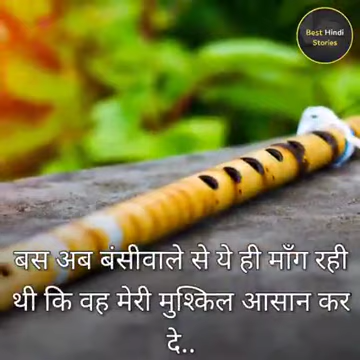 Best Hindi
Stories
बस अब बंसीवाले से ये ही माँग रही
थी कि वह मेरी मुश्किल आसान कर
दे..